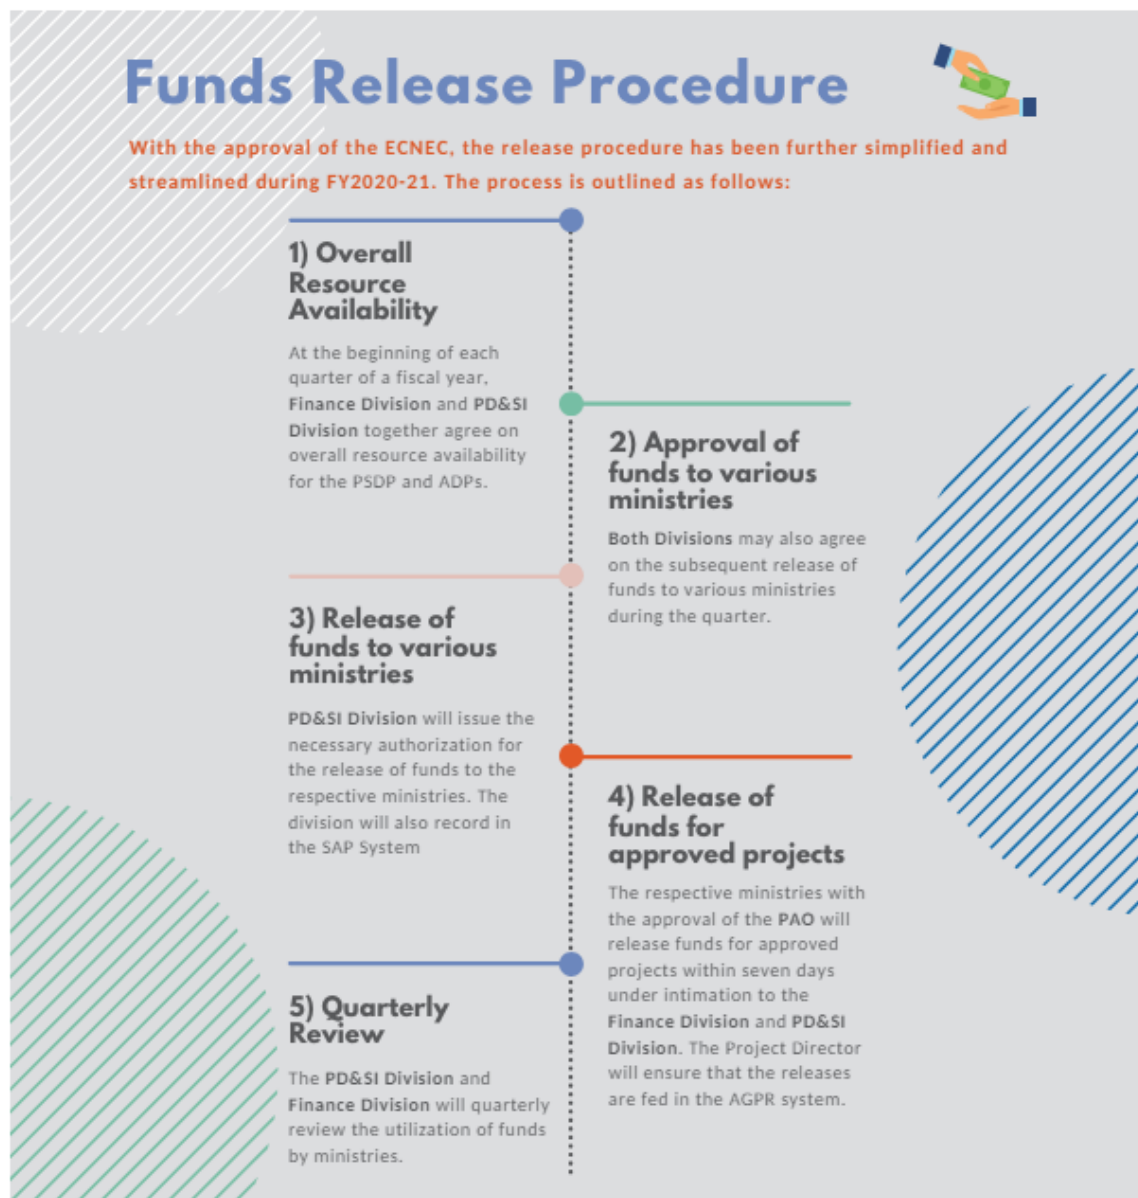 Funds Release Procedure
With the approval of the ECNEC, the release procedure has been further simplified and
streamlined during FY2020-21. The process is outlined as follows:
1) Overall
Resource
Availability
At the beginning of each
quarter of a fiscal year,
Finance Division and PD&SI
Division together agree on
overall resource availability
for the PSDP and ADPs.
2) Approval of
funds to various
ministries
Both Divisions may also agree
on the subsequent release of
funds to various ministries
during the quarter.
3) Release of
funds to various
ministries
PD&SI Division will issue the
necessary authorization for
the release of funds to the
respective ministries. The
division will also record in
the SAP System
4) Release of
funds for
approved projects
The respective ministries with
the approval of the PAO will
release funds for approved
projects within seven days
under intimation to the
Finance Division and PD&SI
Division. The Project Director
will ensure that the releases
are fed in the AGPR system.
5) Quarterly
Review
The PD&SI Division and
Finance Division will quarterly
review the utilization of funds
by ministries.